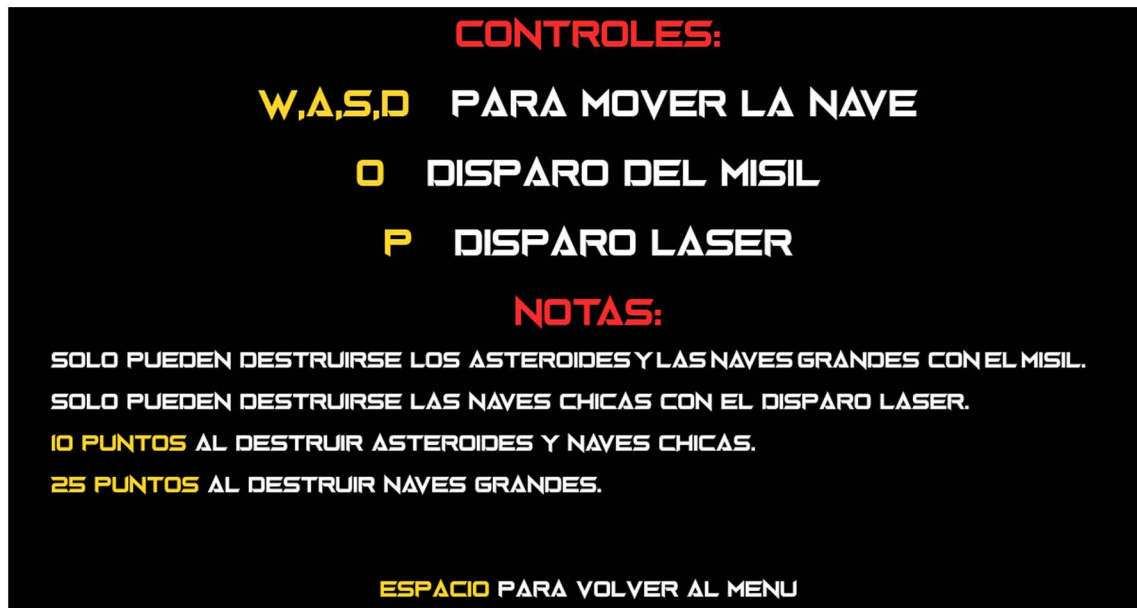 CONTROLES:
W,A,S,D PARA MOVER LA NAVE
O DISPARO DEL MISIL
P DISPARO LASER
NOTAS:
SOLO PUEDEN DESTRUIRSE LOS ASTEROIDES Y LAS NAVES GRANDES CON EL MISIL.
SOLO PUEDEN DESTRUIRSE LAS NAVES CHICAS CON EL DISPARO LASER.
10 PUNTOS AL DESTRUIR ASTEROIDES Y NAVES CHICAS.
25 PUNTOS AL DESTRUIR NAVES GRANDES.
ESPACIO PARA VOLVER AL MENU